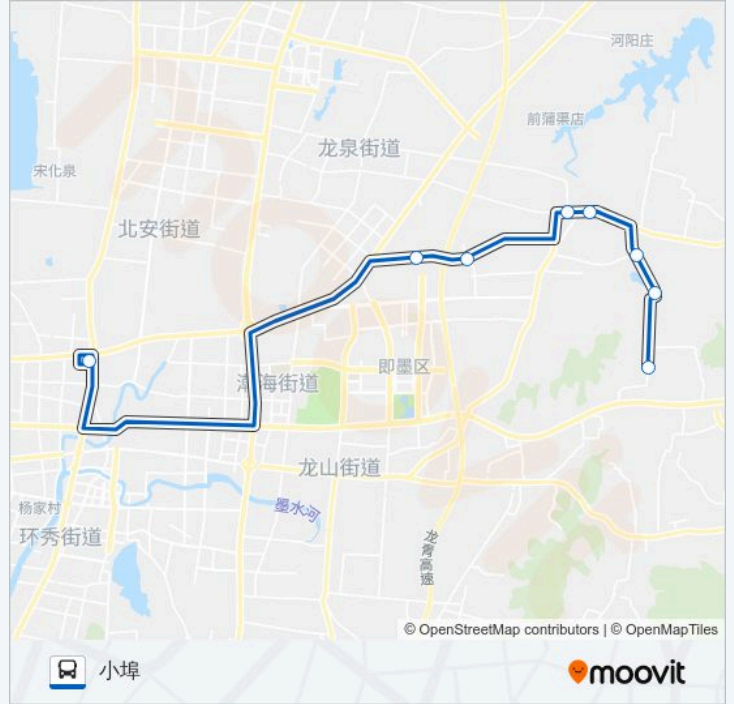 河阳庄
前蒲渠店
龙泉街道
宋化泉
北安街道
即墨区
潮海街道
龙山街道
墨水河
杨家村
环秀街道
龙青高速
© OpenStreetMap contributors | © OpenMapTiles
小埠
moovit